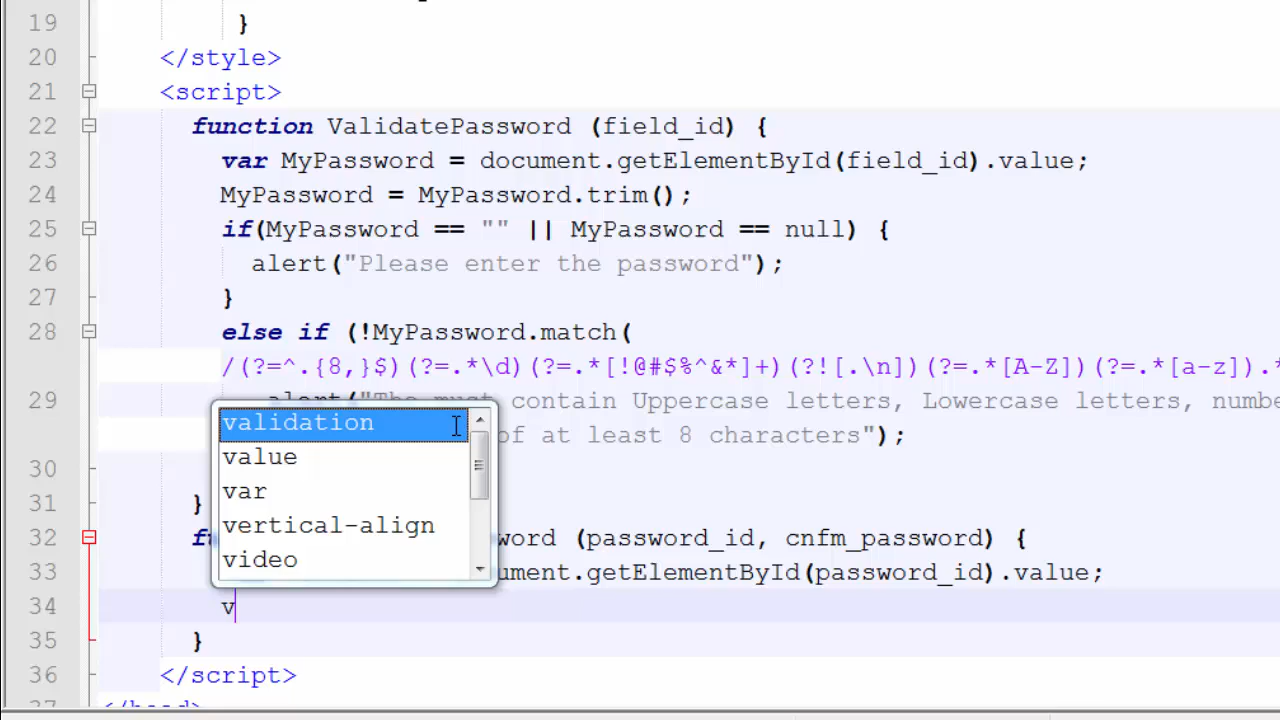 19 }
20 </style>
21 <script>
22 function ValidatePassword (field_id) {
23 var MyPassword = document.getElementById(field_id).value;
24 MyPassword = MyPassword.trim();
25 if(MyPassword == "" || MyPassword == null) {
26 alert("Please enter the password");
27 }
28 else if (!MyPassword.match(
/(?=^.{8,}$)(?=.*\d)(?=.*[!@#$%^&*]+)(?![.\n])(?=.*[A-Z])(?=.*[a-z]).*
29 alert("The must contain Uppercase letters, Lowercase letters,
of at least 8 characters");
30
31 }
32 (password_id, cnfm_password) {
33 .getElementById(password_id).value;
34 v
35 }
36 </script>
validation
value
var
vertical-align
video